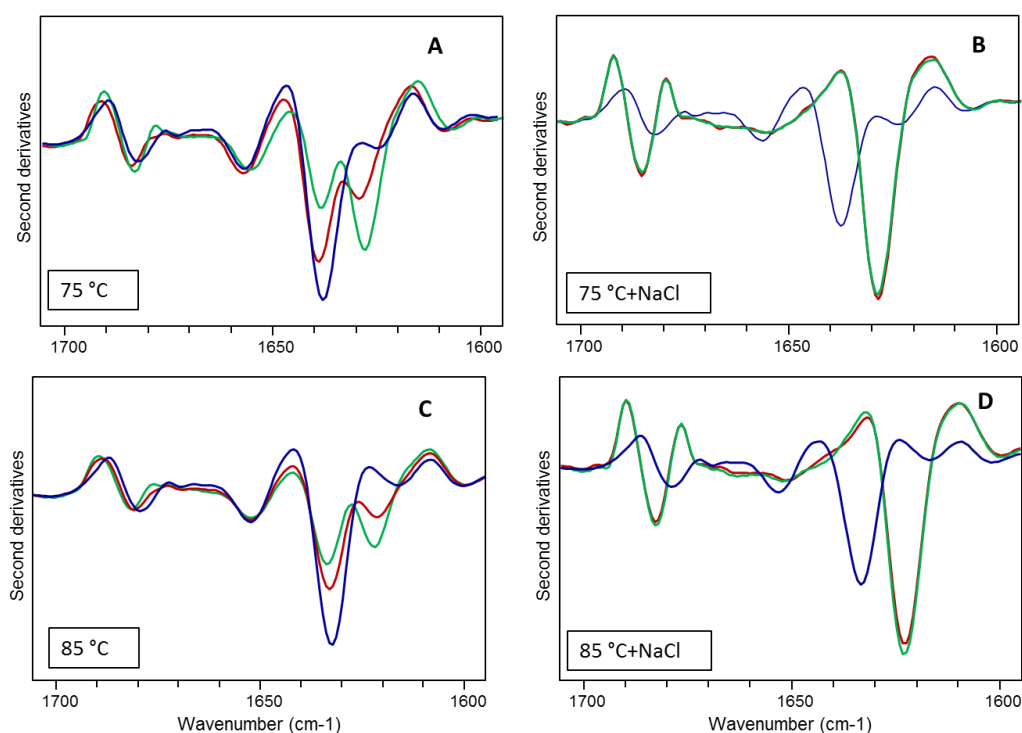 A
Second derivatives
75 °C
1700 1650 1600
B
Second derivatives
75 °C+NaCl
1700 1650 1600
C
Second derivatives
85 °C
1700 1650 1600
Wavenumber (cm-1)
D
Second derivatives
85 °C+NaCl
1700 1650 1600
Wavenumber (cm-1)